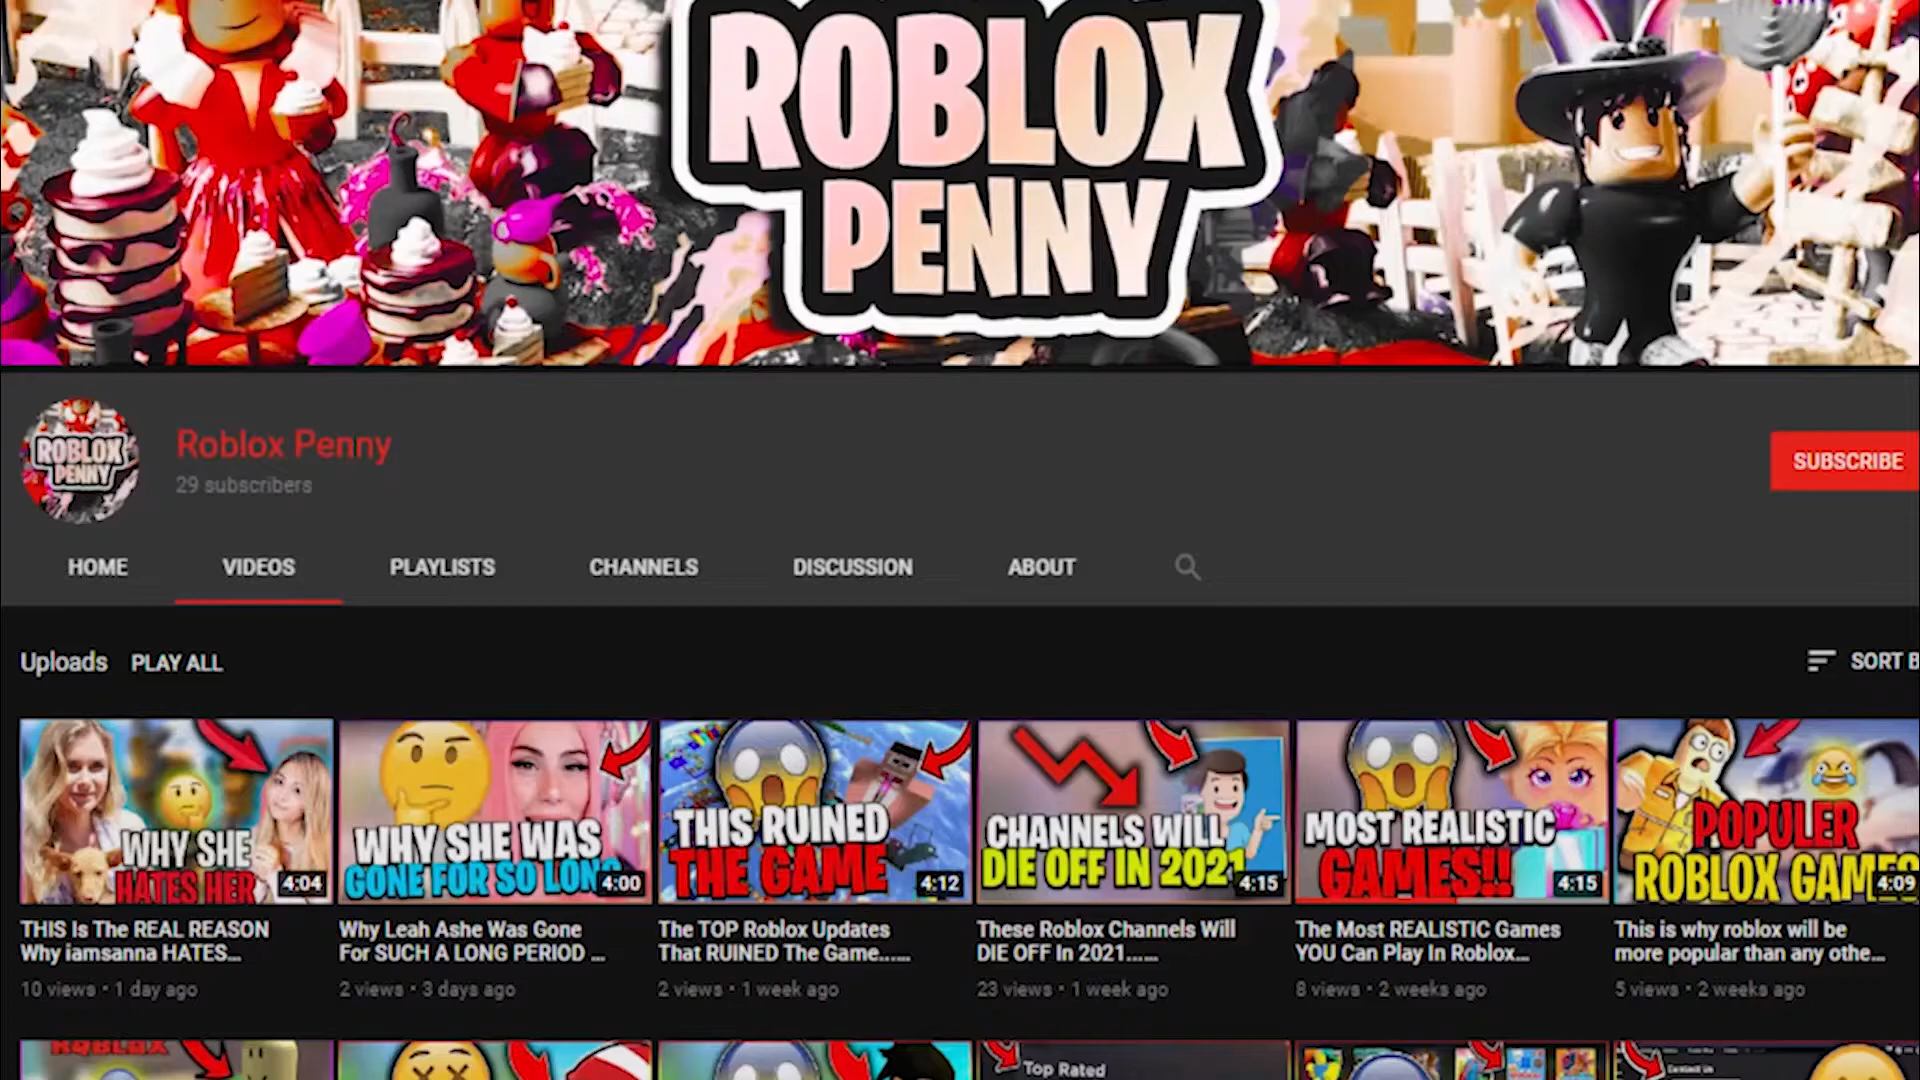 ROBLOX
PENNY
ROBLOX
PENNY
Roblox Penny
29 subscribers
SUBSCRIBE
HOME
VIDEOS
PLAYLISTS
CHANNELS
DISCUSSION
ABOUT
Uploads
PLAY ALL
SORT B
WHY SHE
HATES HER
4:04
WHY SHE WAS
GONE FOR SO LONG
4:00
THIS RUINED
THE GAME
4:12
CHANNELS WILL
DIE OFF IN 2021
4:15
MOST REALISTIC
GAMES!!
4:15
POPULER
ROBLOX GAMES
4:09
THIS Is The REAL REASON
Why iamsanna HATES...
10 views • 1 day ago
Why Leah Ashe Was Gone
For SUCH A LONG PERIOD ...
2 views • 3 days ago
The TOP Roblox Updates
That RUINED The Game......
2 views • 1 week ago
These Roblox Channels Will
DIE OFF In 2021......
23 views • 1 week ago
The Most REALISTIC Games
YOU Can Play In Roblox...
8 views • 2 weeks ago
This is why roblox will be
more popular than any othe...
5 views • 2 weeks ago
ROBLOX
Top Rated
Contact Us